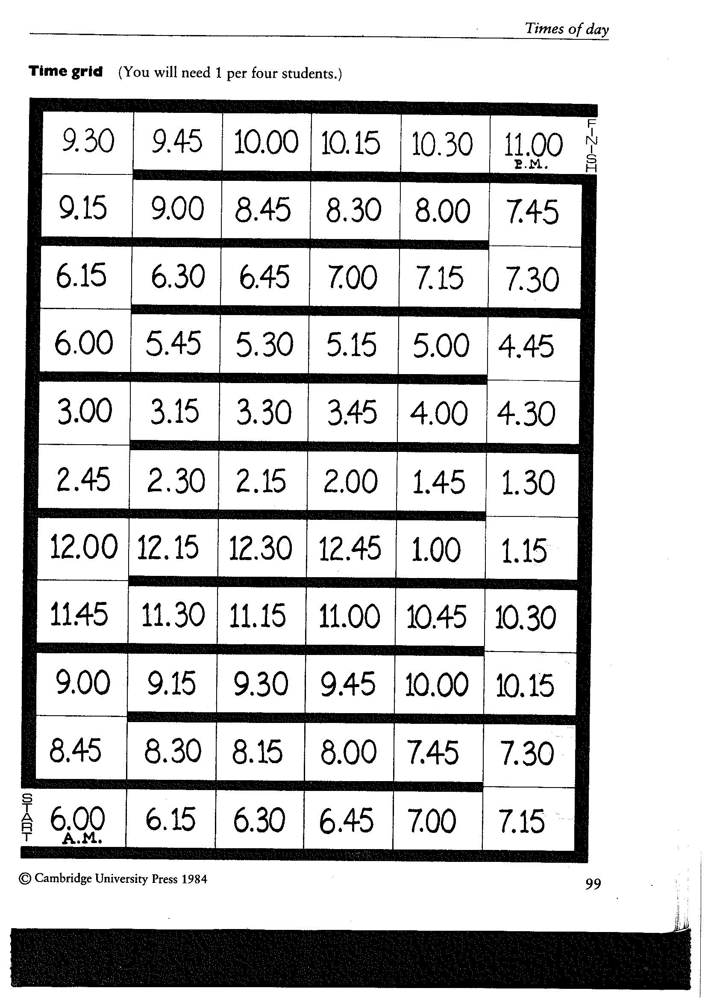 Times of day
Time grid (You will need 1 per four students.)
9.30 9.45 10.00 10.15 10.30 11.00
P.M.
FINISH
9.15 9.00 8.45 8.30 8.00 7.45
6.15 6.30 6.45 7.00 7.15 7.30
6.00 5.45 5.30 5.15 5.00 4.45
3.00 3.15 3.30 3.45 4.00 4.30
2.45 2.30 2.15 2.00 1.45 1.30
12.00 12.15 12.30 12.45 1.00 1.15
11.45 11.30 11.15 11.00 10.45 10.30
9.00 9.15 9.30 9.45 10.00 10.15
8.45 8.30 8.15 8.00 7.45 7.30
START
6.00 6.15 6.30 6.45 7.00 7.15
A.M.
© Cambridge University Press 1984
99